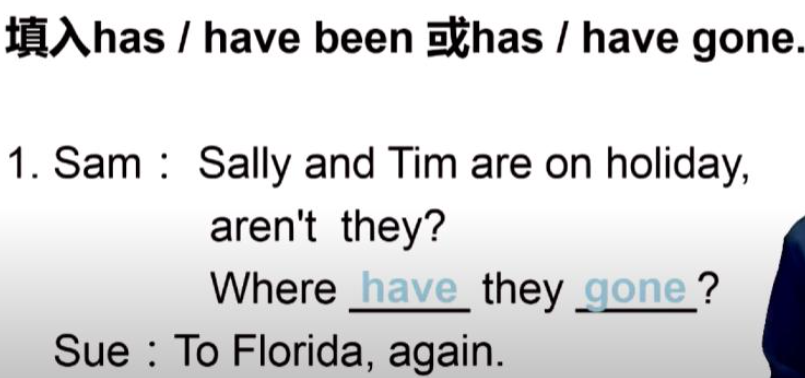 填入has / have been 或has / have gone.
1. Sam： Sally and Tim are on holiday,
aren't they?
Where have they gone?
Sue：To Florida, again.